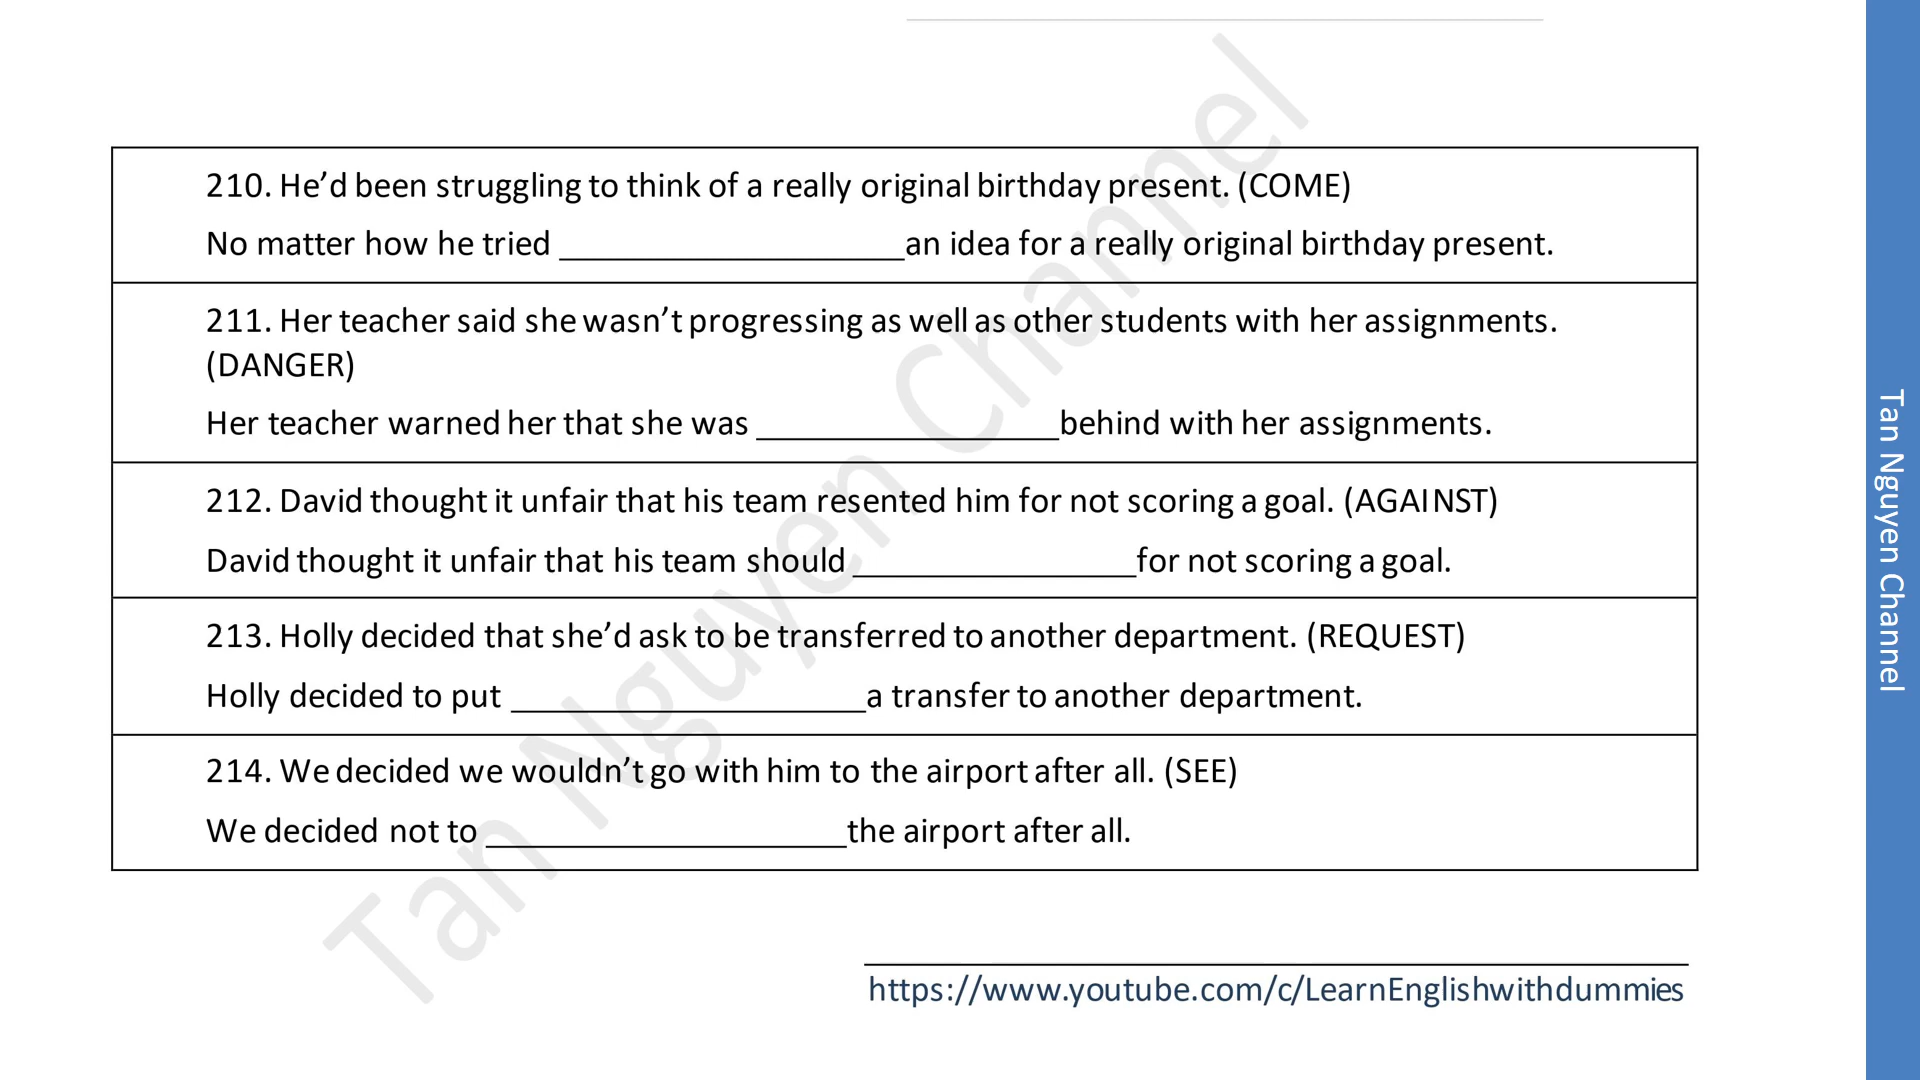 210. He’d been struggling to think of a really original birthday present. (COME)
No matter how he tried ____________________an idea for a really original birthday present.
211. Her teacher said she wasn’t progressing as well as other students with her assignments.
(DANGER)
Her teacher warned her that she was _________________behind with her assignments.
212. David thought it unfair that his team resented him for not scoring a goal. (AGAINST)
David thought it unfair that his team should ________________for not scoring a goal.
213. Holly decided that she’d ask to be transferred to another department. (REQUEST)
Holly decided to put ____________________a transfer to another department.
214. We decided we wouldn’t go with him to the airport after all. (SEE)
We decided not to ____________________the airport after all.
https://www.youtube.com/c/LearnEnglishwithdummies
Tan Nguyen Channel
Tan Nguyen Channel